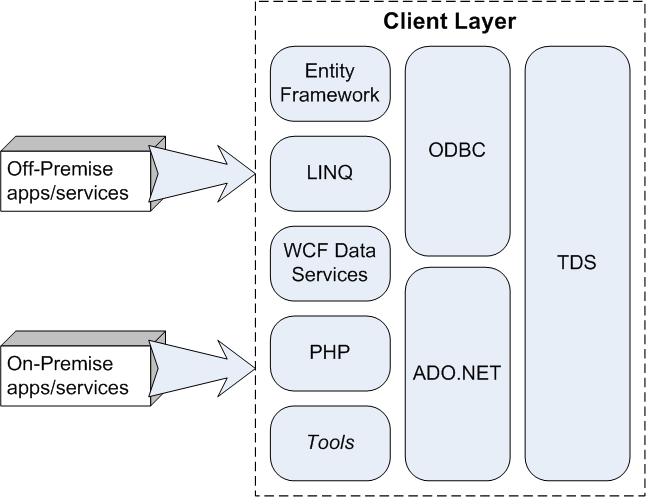 Client Layer
Off-Premise
apps/services
On-Premise
apps/services
Entity
Framework
LINQ
WCF Data
Services
PHP
Tools
ODBC
ADO.NET
TDS